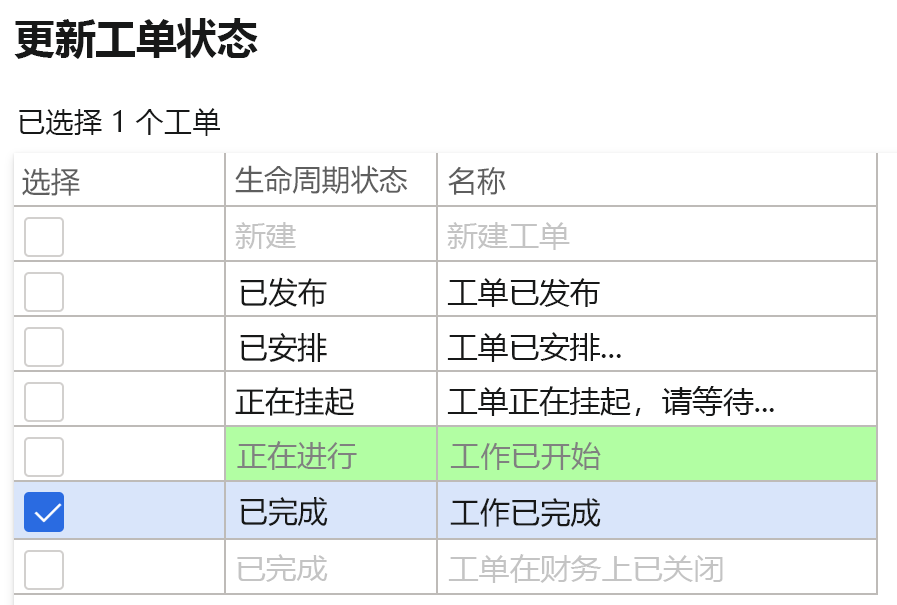 更新工单状态
已选择 1 个工单
选择 生命周期状态 名称
新建 新建工单
已发布 工单已发布
已安排 工单已安排...
正在挂起 工单正在挂起，请等待...
正在进行 工作已开始
已完成 工作已完成
已完成 工单在财务上已关闭